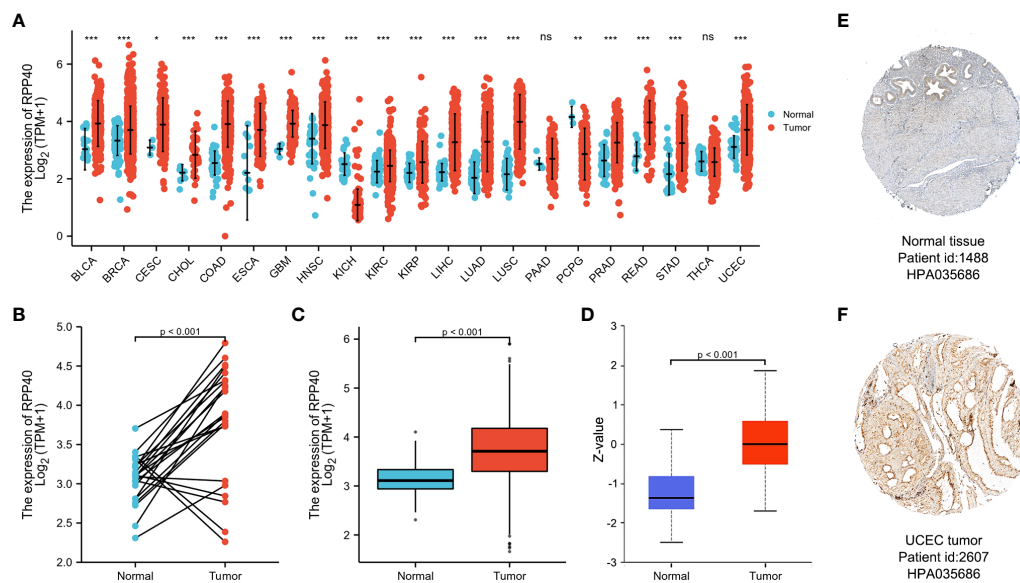 A
The expression of RPP40
Log2 (TPM+1)
6
4
2
0
*** *** * *** *** *** *** *** *** *** *** *** *** *** ns ** *** *** *** ns ***
BLCA BRCA CESC CHOL COAD ESCA GBM HNSC KICH KIRC KIRP LIHC LUAD LUSC PAAD PCPG PRAD READ STAD THCA UCEC
Normal
Tumor
B
The expression of RPP40
Log2 (TPM+1)
5.0
4.5
4.0
3.5
3.0
2.5
2.0
p < 0.001
Normal Tumor
C
The expression of RPP40
Log2 (TPM+1)
6
5
4
3
2
p < 0.001
Normal Tumor
D
Z-value
3
2
1
0
-1
-2
-3
p < 0.001
Normal Tumor
E
Normal tissue
Patient id:1488
HPA035686
F
UCEC tumor
Patient id:2607
HPA035686